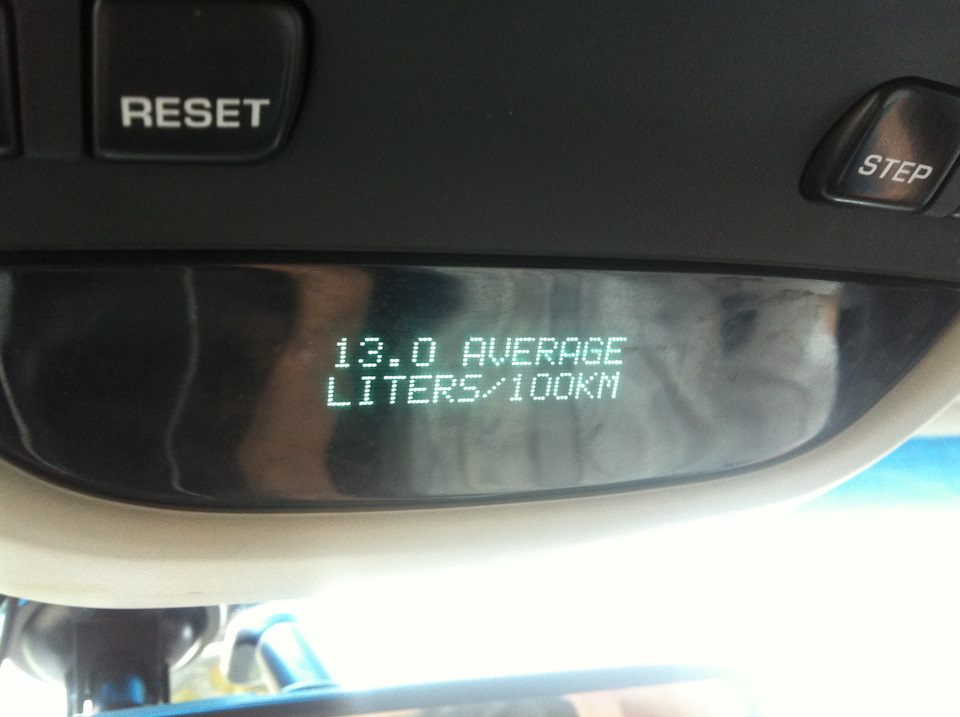 RESET
STEP
13.0 AVERAGE
LITERS/100KM